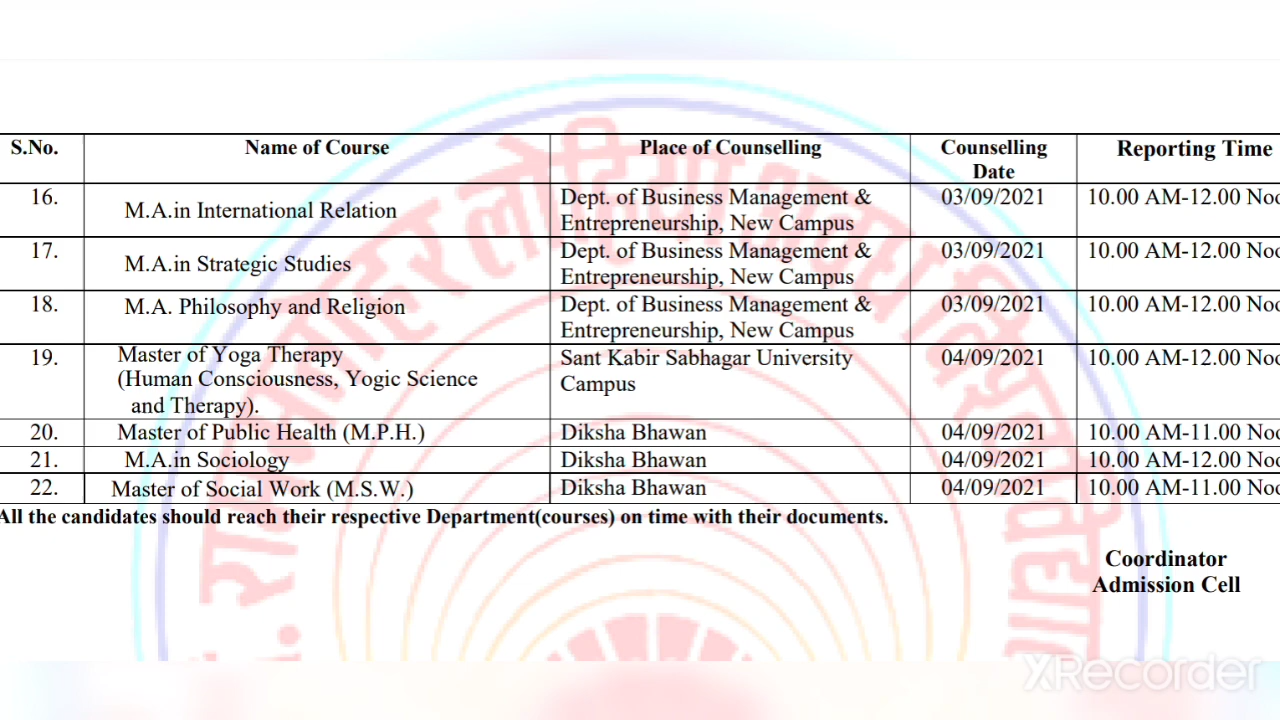 S.No. Name of Course Place of Counselling Counselling Date Reporting Time
16. M.A.in International Relation Dept. of Business Management & Entrepreneurship, New Campus 03/09/2021 10.00 AM-12.00
17. M.A.in Strategic Studies Dept. of Business Management & Entrepreneurship, New Campus 03/09/2021 10.00 AM-12.00
18. M.A. Philosophy and Religion Dept. of Business Management & Entrepreneurship, New Campus 03/09/2021 10.00 AM-12.00
19. Master of Yoga Therapy (Human Consciousness, Yogic Science and Therapy). Sant Kabir Sabhagar University Campus 04/09/2021 10.00 AM-12.00
20. Master of Public Health (M.P.H.) Diksha Bhawan 04/09/2021 10.00 AM-11.00
21. M.A.in Sociology Diksha Bhawan 04/09/2021 10.00 AM-12.00
22. Master of Social Work (M.S.W.) Diksha Bhawan 04/09/2021 10.00 AM-11.00
All the candidates should reach their respective Department(courses) on time with their documents.
Coordinator
Admission Cell
XRecorder